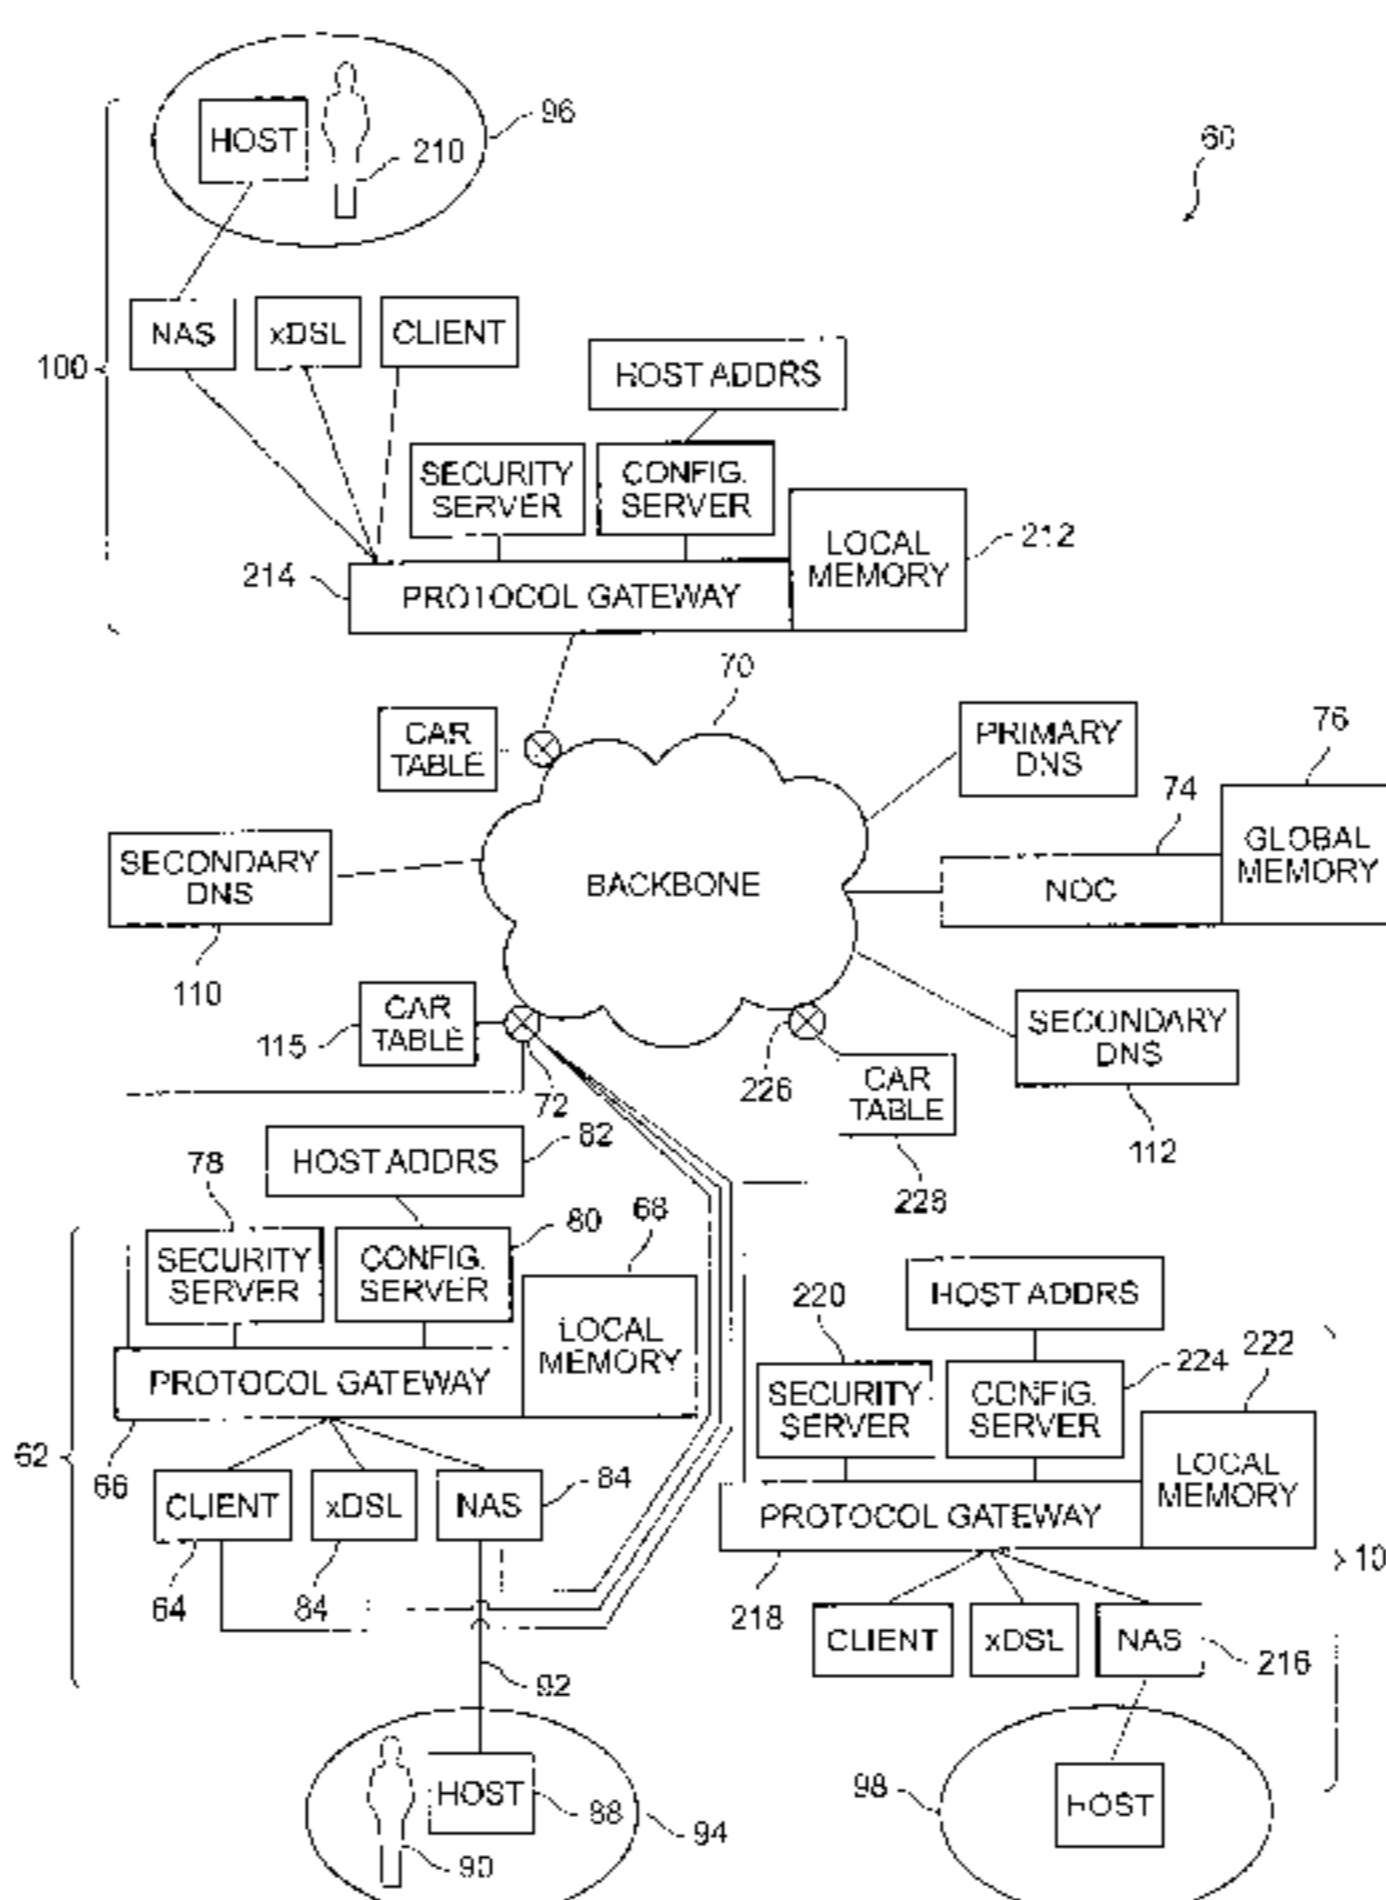 96
60
HOST
210
NAS
xDSL
CLIENT
100
HOST ADDRS
SECURITY
SERVER
CONFIG.
SERVER
LOCAL
MEMORY
212
214
PROTOCOL GATEWAY
70
CAR
TABLE
PRIMARY
DNS
76
74
SECONDARY
DNS
BACKBONE
NOC
GLOBAL
MEMORY
110
CAR
TABLE
115
72
226
CAR
TABLE
228
SECONDARY
DNS
112
82
HOST ADDRS
78
80
68
SECURITY
SERVER
CONFIG.
SERVER
LOCAL
MEMORY
PROTOCOL GATEWAY
62
66
CLIENT
xDSL
NAS
84
64
84
92
HOST
88
90
94
HOST ADDRS
220
224
222
SECURITY
SERVER
CONFIG.
SERVER
LOCAL
MEMORY
PROTOCOL GATEWAY
218
10
CLIENT
xDSL
NAS
216
98
HOST